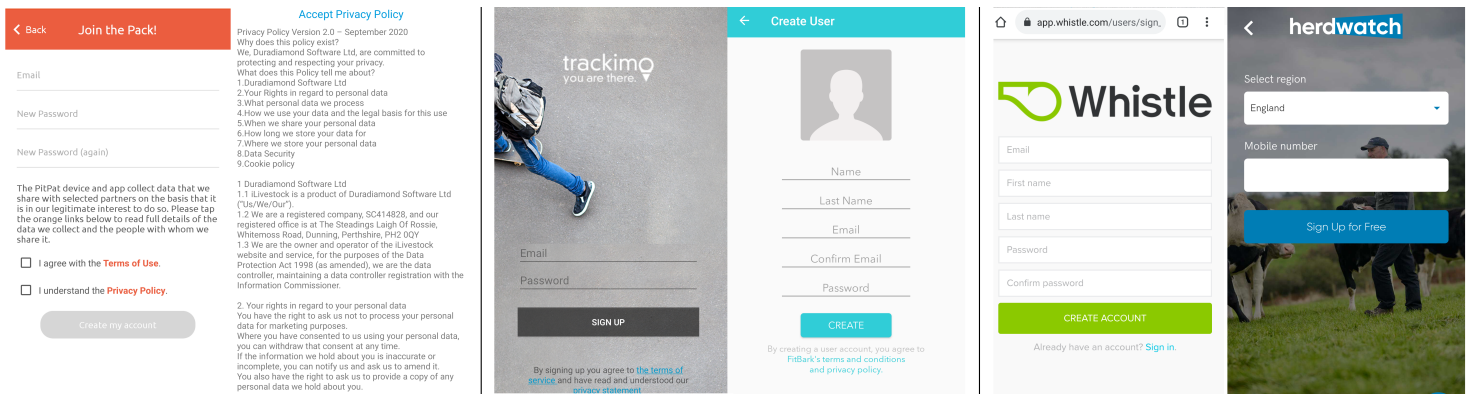 Back
Join the Pack!
Email
New Password
New Password (again)
The PitPat device and app collect data that we
share with selected partners on the basis that it
is in our legitimate interest to do so. Please tap
the orange links below to read full details of the
data we collect and the people with whom we
share it.
I agree with the Terms of Use.
I understand the Privacy Policy.
Create my account
Accept Privacy Policy
Privacy Policy Version 2.0 – September 2020
Why does this policy exist?
We, Duradiamond Software Ltd, are committed to
protecting and respecting your privacy.
What does this Policy tell me about?
1.Duradiamond Software Ltd
2.Your Rights in regard to personal data
3.What personal data we process
4.How we use your data and the legal basis for this use
5.When we share your personal data
6.How long we store your data for
7.Where we store your personal data
8.Data Security
9.Cookie policy
1 Duradiamond Software Ltd
1.1 iLivestock is a product of Duradiamond Software Ltd
("Us/We/Our").
1.2 We are a registered company, SC414828, and our
registered office is at The Steadings Laigh Of Rossie,
Whitemoss Road, Dunning, Perthshire, PH2 0QY
1.3 We are the owner and operator of the iLivestock
website and service, for the purposes of the Data
Protection Act 1998 (as amended), we are the data
controller, maintaining a data controller registration with the
Information Commissioner.
2. Your rights in regard to your personal data
You have the right to ask us not to process your personal
data for marketing purposes.
Where you have consented to us using your personal data,
you can withdraw that consent at any time.
If the information we hold about you is inaccurate or
incomplete, you can notify us and ask us to amend it.
You also have the right to ask us to provide a copy of any
personal data we hold about you.
trackimo
you are there.
Email
Password
SIGN UP
By signing up you agree to the terms of
service and have read and understood our
privacy statement
Create User
Name
Last Name
Email
Confirm Email
Password
CREATE
By creating a user account, you agree to
FitBark's terms and conditions
and privacy policy.
app.whistle.com/users/sign_
1
Whistle
Email
First name
Last name
Password
Confirm password
CREATE ACCOUNT
Already have an account? Sign in.
herdwatch
Select region
England
Mobile number
Sign Up for Free